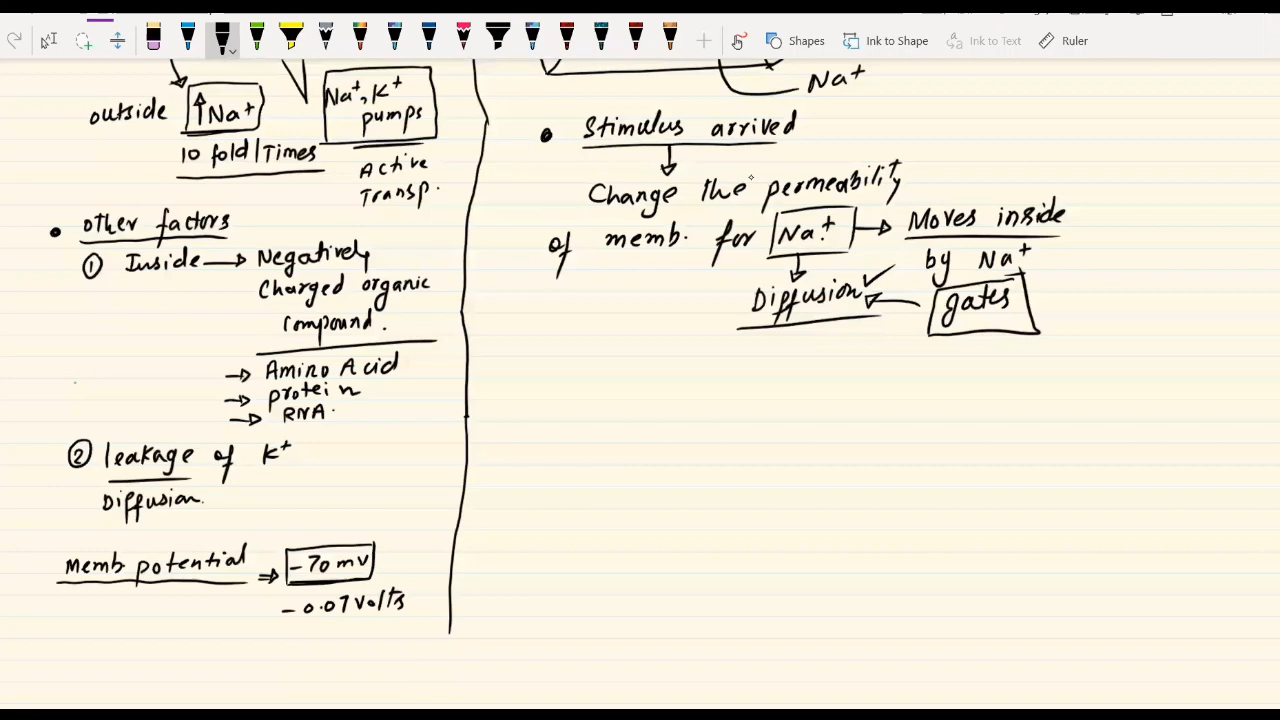 Shapes
Ink to Shape
Ink to Text
Ruler
outside
↑Na+
10 fold/Times
Na+, K+
pumps
Active
Transp.
• other factors
① Inside → Negatively
Charged organic
Compound.
→ Amino Acid
→ protein
→ RNA.
② leakage of K+
Diffusion.
Memb potential ⇒ -70 mv
-0.07 volts
Na+
• Stimulus arrived
Change the permeability
of memb. for Na+ → Moves inside
by Na+
gates
Diffusion ✓